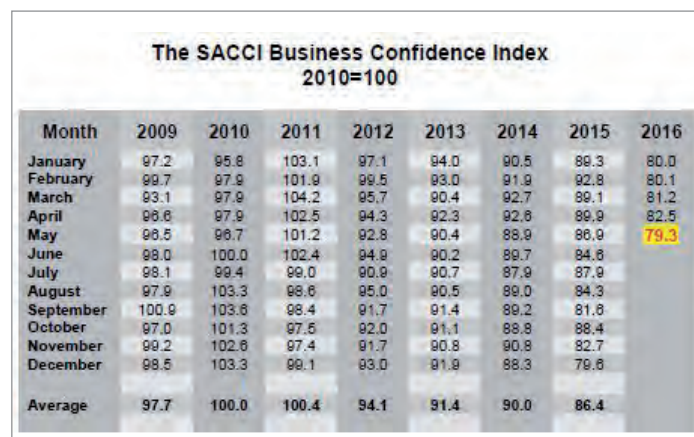 The SACCI Business Confidence Index
2010=100
Month 2009 2010 2011 2012 2013 2014 2015 2016
January 97.2 95.8 103.1 97.1 94.0 90.5 89.3 80.0
February 99.7 97.9 101.9 99.5 93.0 91.9 92.8 80.1
March 93.1 97.9 104.2 95.7 90.4 92.7 89.1 81.2
April 96.6 97.9 102.5 94.3 92.3 92.6 89.9 82.5
May 96.5 96.7 101.2 92.8 90.4 88.9 86.9 79.3
June 98.0 100.0 102.4 94.9 90.2 89.7 84.6
July 98.1 99.4 99.0 90.9 90.7 87.9 87.9
August 97.9 103.3 98.6 95.0 90.5 89.0 84.3
September 100.9 103.6 98.4 91.7 91.4 89.2 81.6
October 97.0 101.3 97.5 92.0 91.1 88.8 88.4
November 99.2 102.6 97.4 91.7 90.8 90.8 82.7
December 98.5 103.3 99.1 93.0 91.9 88.3 79.6
Average 97.7 100.0 100.4 94.1 91.4 90.0 86.4